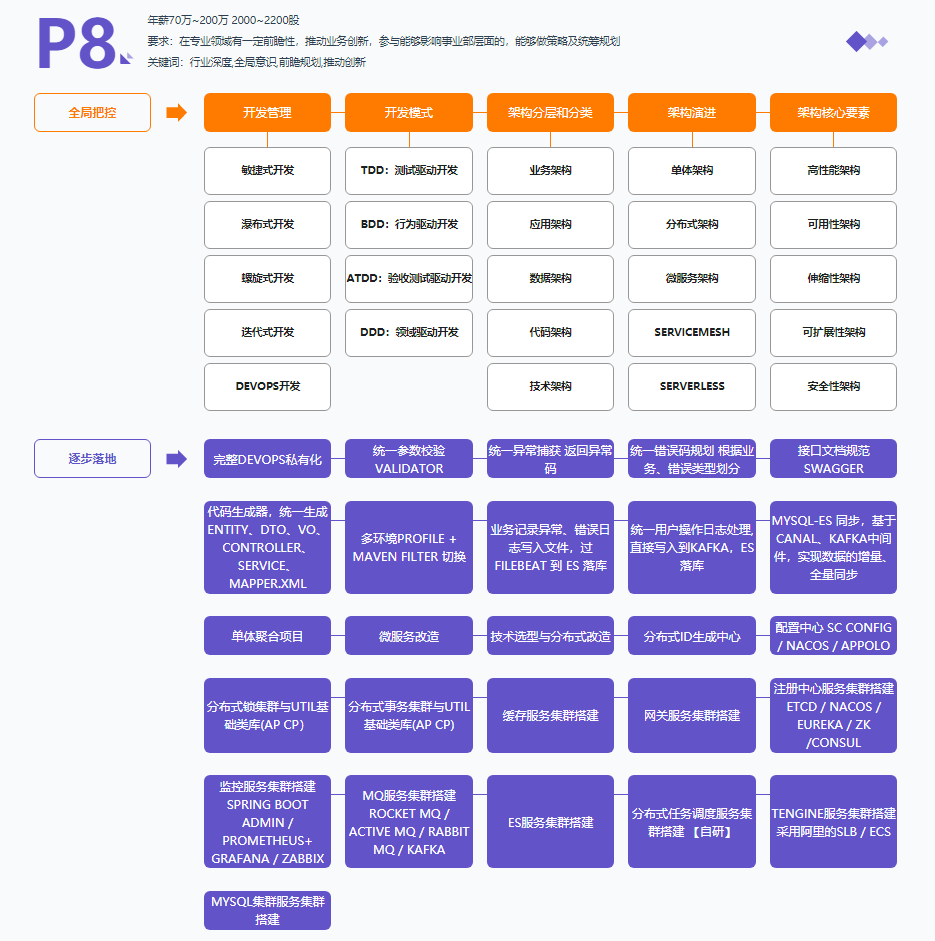 P8
年薪70万~200万 2000~2200股
要求：在专业领域有一定前瞻性，推动业务创新，参与能够影响事业部层面的，能够做策略及统筹规划
关键词：行业深度,全局意识,前瞻规划,推动创新
全局把控
开发管理
开发模式
架构分层和分类
架构演进
架构核心要素
敏捷式开发
TDD：测试驱动开发
业务架构
单体架构
高性能架构
瀑布式开发
BDD：行为驱动开发
应用架构
分布式架构
可用性架构
螺旋式开发
ATDD：验收测试驱动开发
数据架构
微服务架构
伸缩性架构
迭代式开发
DDD：领域驱动开发
代码架构
SERVICEMESH
可扩展性架构
DEVOPS开发
技术架构
SERVERLESS
安全性架构
逐步落地
完整DEVOPS私有化
统一参数校验
VALIDATOR
统一异常捕获 返回异常
码
统一错误码规划 根据业
务、错误类型划分
接口文档规范
SWAGGER
代码生成器，统一生成
ENTITY、DTO、VO、
CONTROLLER、
SERVICE、
MAPPER.XML
多环境PROFILE +
MAVEN FILTER 切换
业务记录异常、错误日
志写入文件，过
FILEBEAT 到 ES 落库
统一用户操作日志处理,
直接写入到KAFKA，ES
落库
MYSQL-ES 同步，基于
CANAL、KAFKA中间
件，实现数据的增量、
全量同步
单体聚合项目
微服务改造
技术选型与分布式改造
分布式ID生成中心
配置中心 SC CONFIG
/ NACOS / APPOLO
分布式锁集群与UTIL基
础类库(AP CP)
分布式事务集群与UTIL
基础类库(AP CP)
缓存服务集群搭建
网关服务集群搭建
注册中心服务集群搭建
ETCD / NACOS /
EUREKA / ZK
/CONSUL
监控服务集群搭建
SPRING BOOT
ADMIN /
PROMETHEUS+
GRAFANA / ZABBIX
MQ服务集群搭建
ROCKET MQ /
ACTIVE MQ / RABBIT
MQ / KAFKA
ES服务集群搭建
分布式任务调度服务集
群搭建 【自研】
TENGINE服务集群搭建
采用阿里的SLB / ECS
MYSQL集群服务集群
搭建